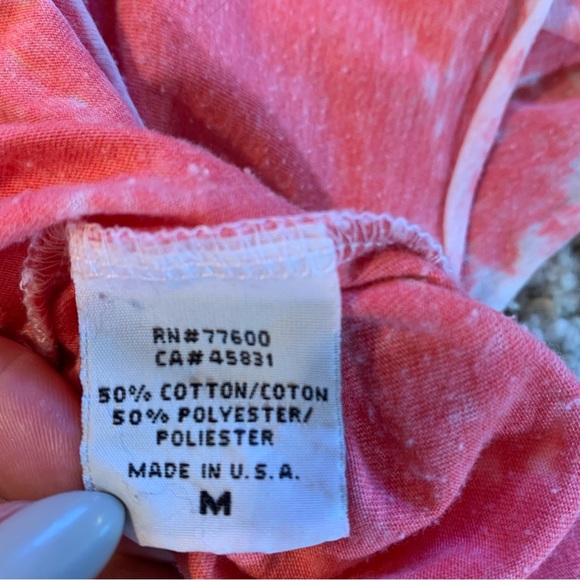 RN#77600
CA#45831
50% COTTON/COTON
50% POLYESTER/
POLIESTER
MADE IN U.S.A.
M